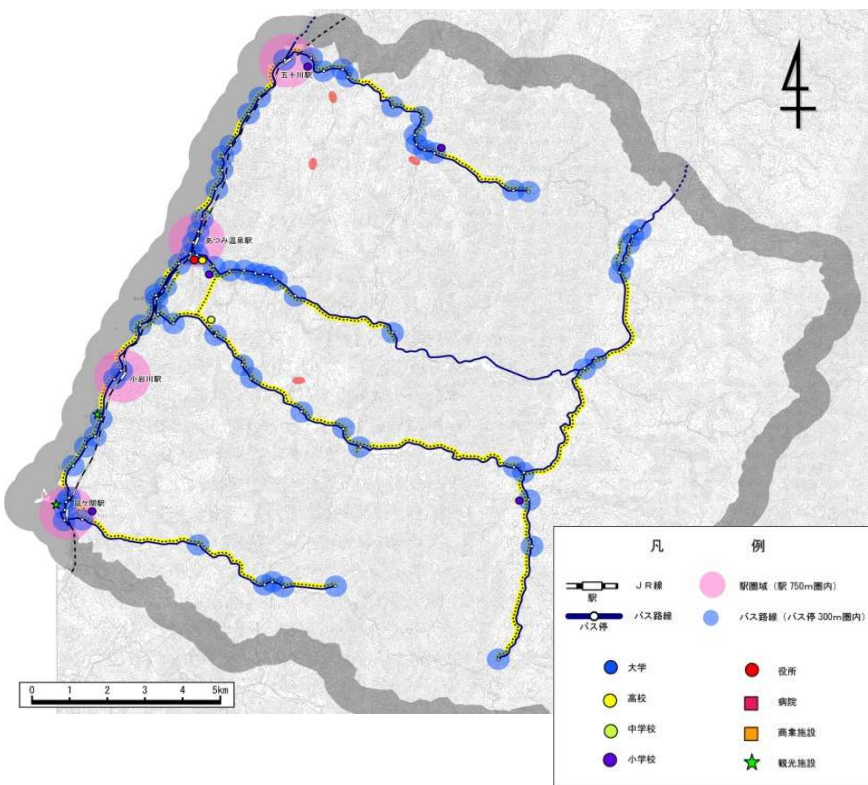 五十川駅
あつみ温泉駅
小岩川駅
鼠ケ関駅
0 1 2 3 4 5km
凡 例
JR線
駅
駅圏域（駅750m圏内）
バス路線
バス停
バス路線（バス停300m圏内）
大学
役所
高校
病院
中学校
商業施設
小学校
観光施設